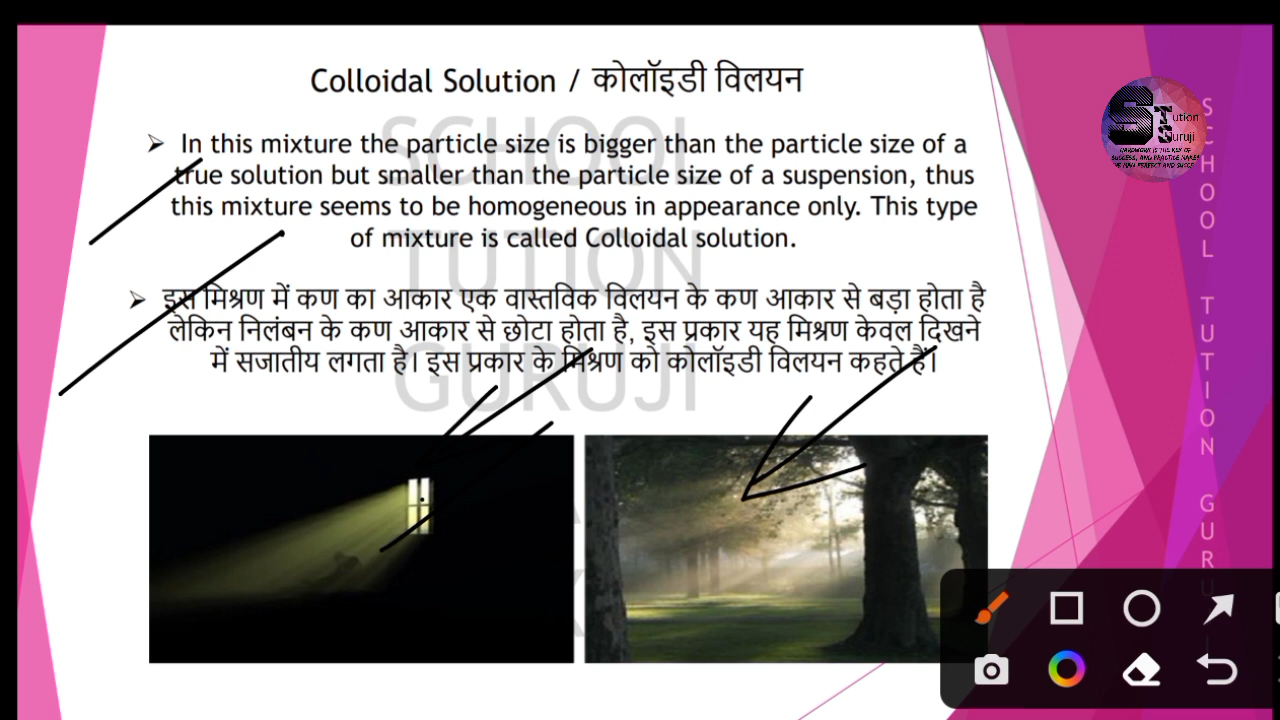 Colloidal Solution / कोलॉइडी विलयन
➢ In this mixture the particle size is bigger than the particle size of a
true solution but smaller than the particle size of a suspension, thus
this mixture seems to be homogeneous in appearance only. This type
of mixture is called Colloidal solution.
➢ इस मिश्रण में कण का आकार एक वास्तविक विलयन के कण आकार से बड़ा होता है
लेकिन निलंबन के कण आकार से छोटा होता है, इस प्रकार यह मिश्रण केवल दिखने
में सजातीय लगता है। इस प्रकार के मिश्रण को कोलॉइडी विलयन कहते हैं।
SCHOOL
TUTION
GURUJI
ST
Tution
Guruji
SCHOOL TUTION GURU